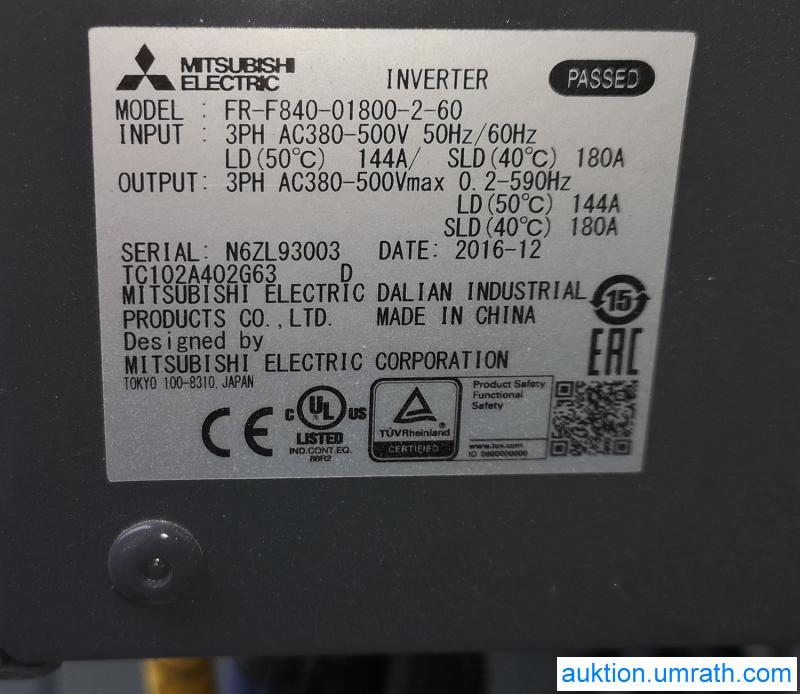 MITSUBISHI
ELECTRIC
INVERTER
PASSED
MODEL : FR-F840-01800-2-60
INPUT : 3PH AC380-500V 50Hz/60Hz
LD(50℃) 144A/ SLD(40℃) 180A
OUTPUT: 3PH AC380-500Vmax 0.2-590Hz
LD(50℃) 144A
SLD(40℃) 180A
SERIAL: N6ZL93003 DATE: 2016-12
TC102A402G63 D
MITSUBISHI ELECTRIC DALIAN INDUSTRIAL
PRODUCTS CO.,LTD. MADE IN CHINA
15
Designed by
MITSUBISHI ELECTRIC CORPORATION
EAC
TOKYO 100-8310, JAPAN
CE
c UL US
LISTED
IND.CONT.EQ.
88R2
TÜVRheinland
CERTIFIED
Product Safety
Functional
Safety
www.tuv.com
ID 0600000000
auktion.umrath.com